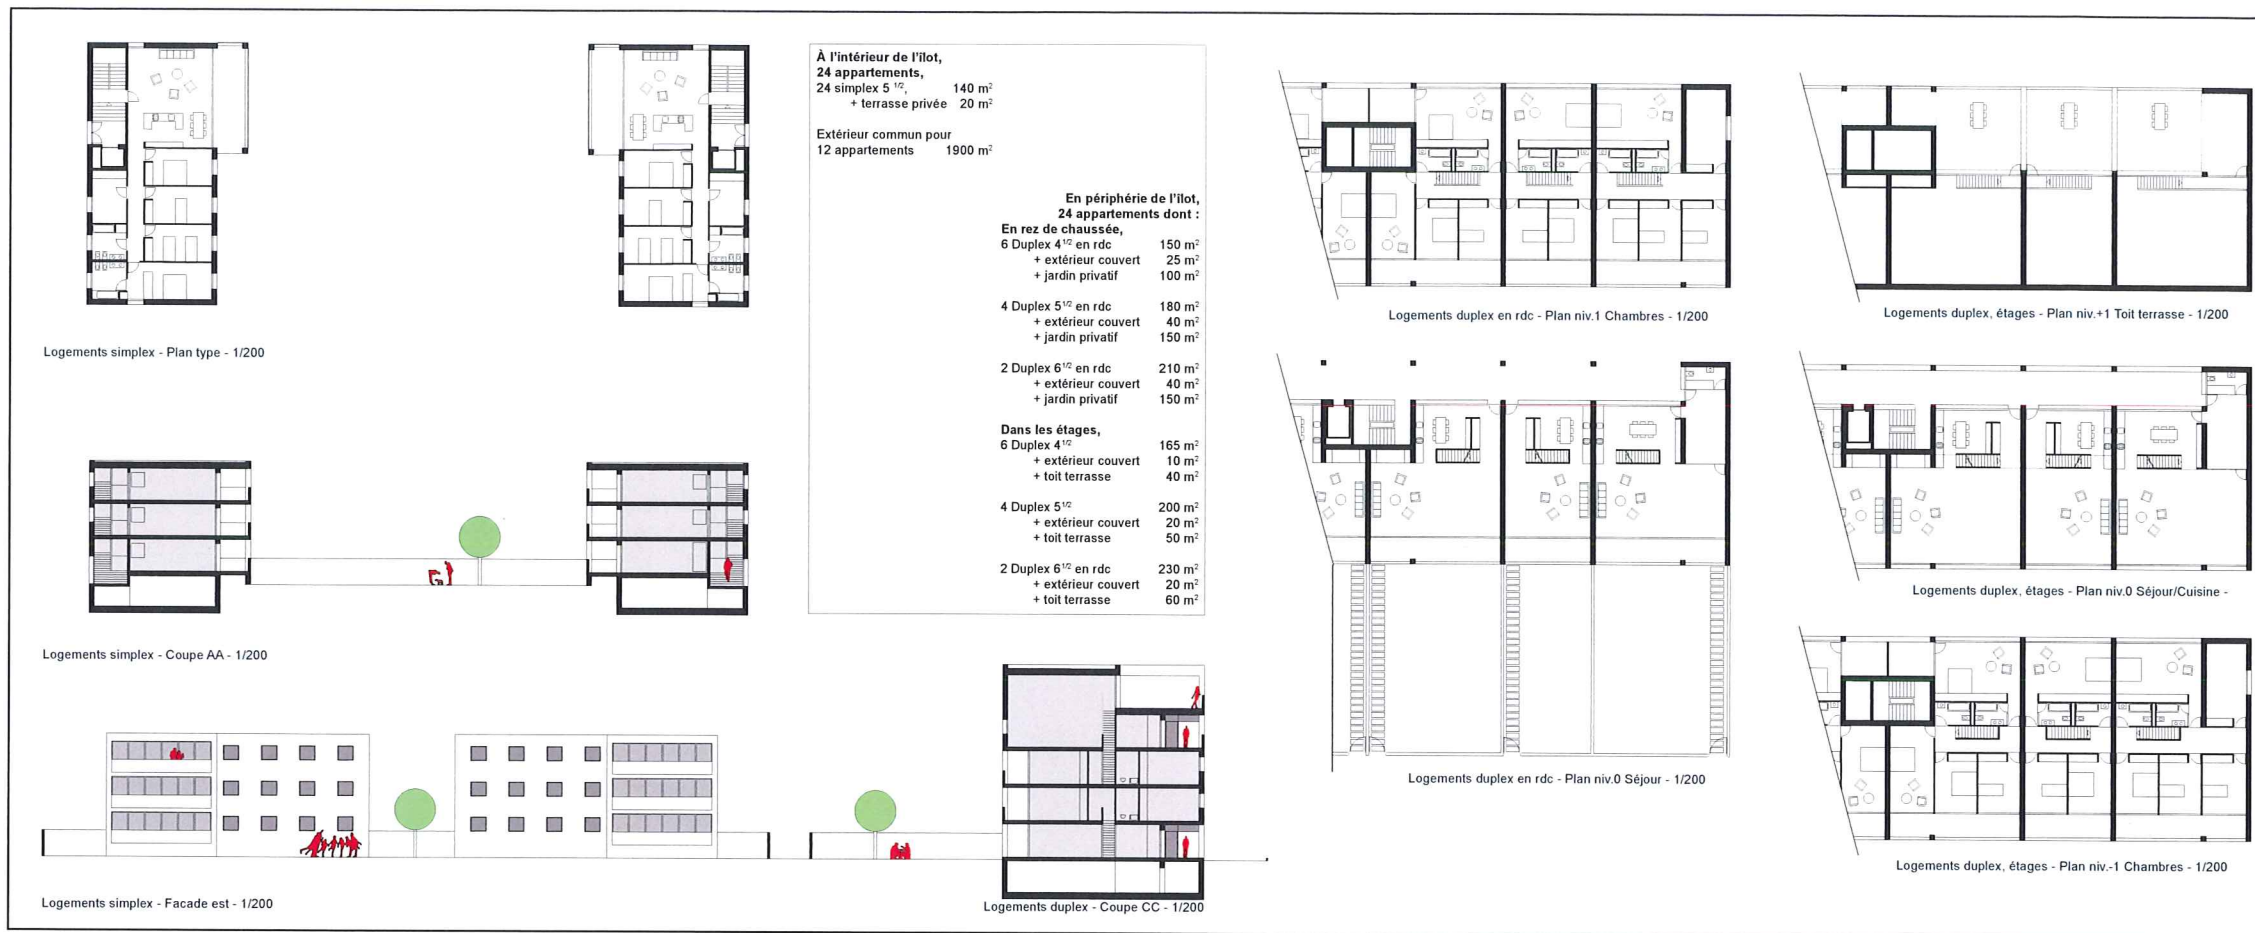 Logements simplex - Plan type - 1/200
Logements simplex - Coupe AA - 1/200
Logements simplex - Facade est - 1/200
À l'intérieur de l'îlot,
24 appartements,
24 simplex 5 1/2, 140 m²
+ terrasse privée 20 m²
Extérieur commun pour
12 appartements 1900 m²
En périphérie de l'îlot,
24 appartements dont :
En rez de chaussée,
6 Duplex 4 1/2 en rdc 150 m²
+ extérieur couvert 25 m²
+ jardin privatif 100 m²
4 Duplex 5 1/2 en rdc 180 m²
+ extérieur couvert 40 m²
+ jardin privatif 150 m²
2 Duplex 6 1/2 en rdc 210 m²
+ extérieur couvert 40 m²
+ jardin privatif 150 m²
Dans les étages,
6 Duplex 4 1/2 165 m²
+ extérieur couvert 10 m²
+ toit terrasse 40 m²
4 Duplex 5 1/2 200 m²
+ extérieur couvert 20 m²
+ toit terrasse 50 m²
2 Duplex 6 1/2 en rdc 230 m²
+ extérieur couvert 20 m²
+ toit terrasse 60 m²
Logements duplex - Coupe CC - 1/200
Logements duplex en rdc - Plan niv.1 Chambres - 1/200
Logements duplex en rdc - Plan niv.0 Séjour - 1/200
Logements duplex, étages - Plan niv.+1 Toit terrasse - 1/200
Logements duplex, étages - Plan niv.0 Séjour/Cuisine -
Logements duplex, étages - Plan niv.-1 Chambres - 1/200